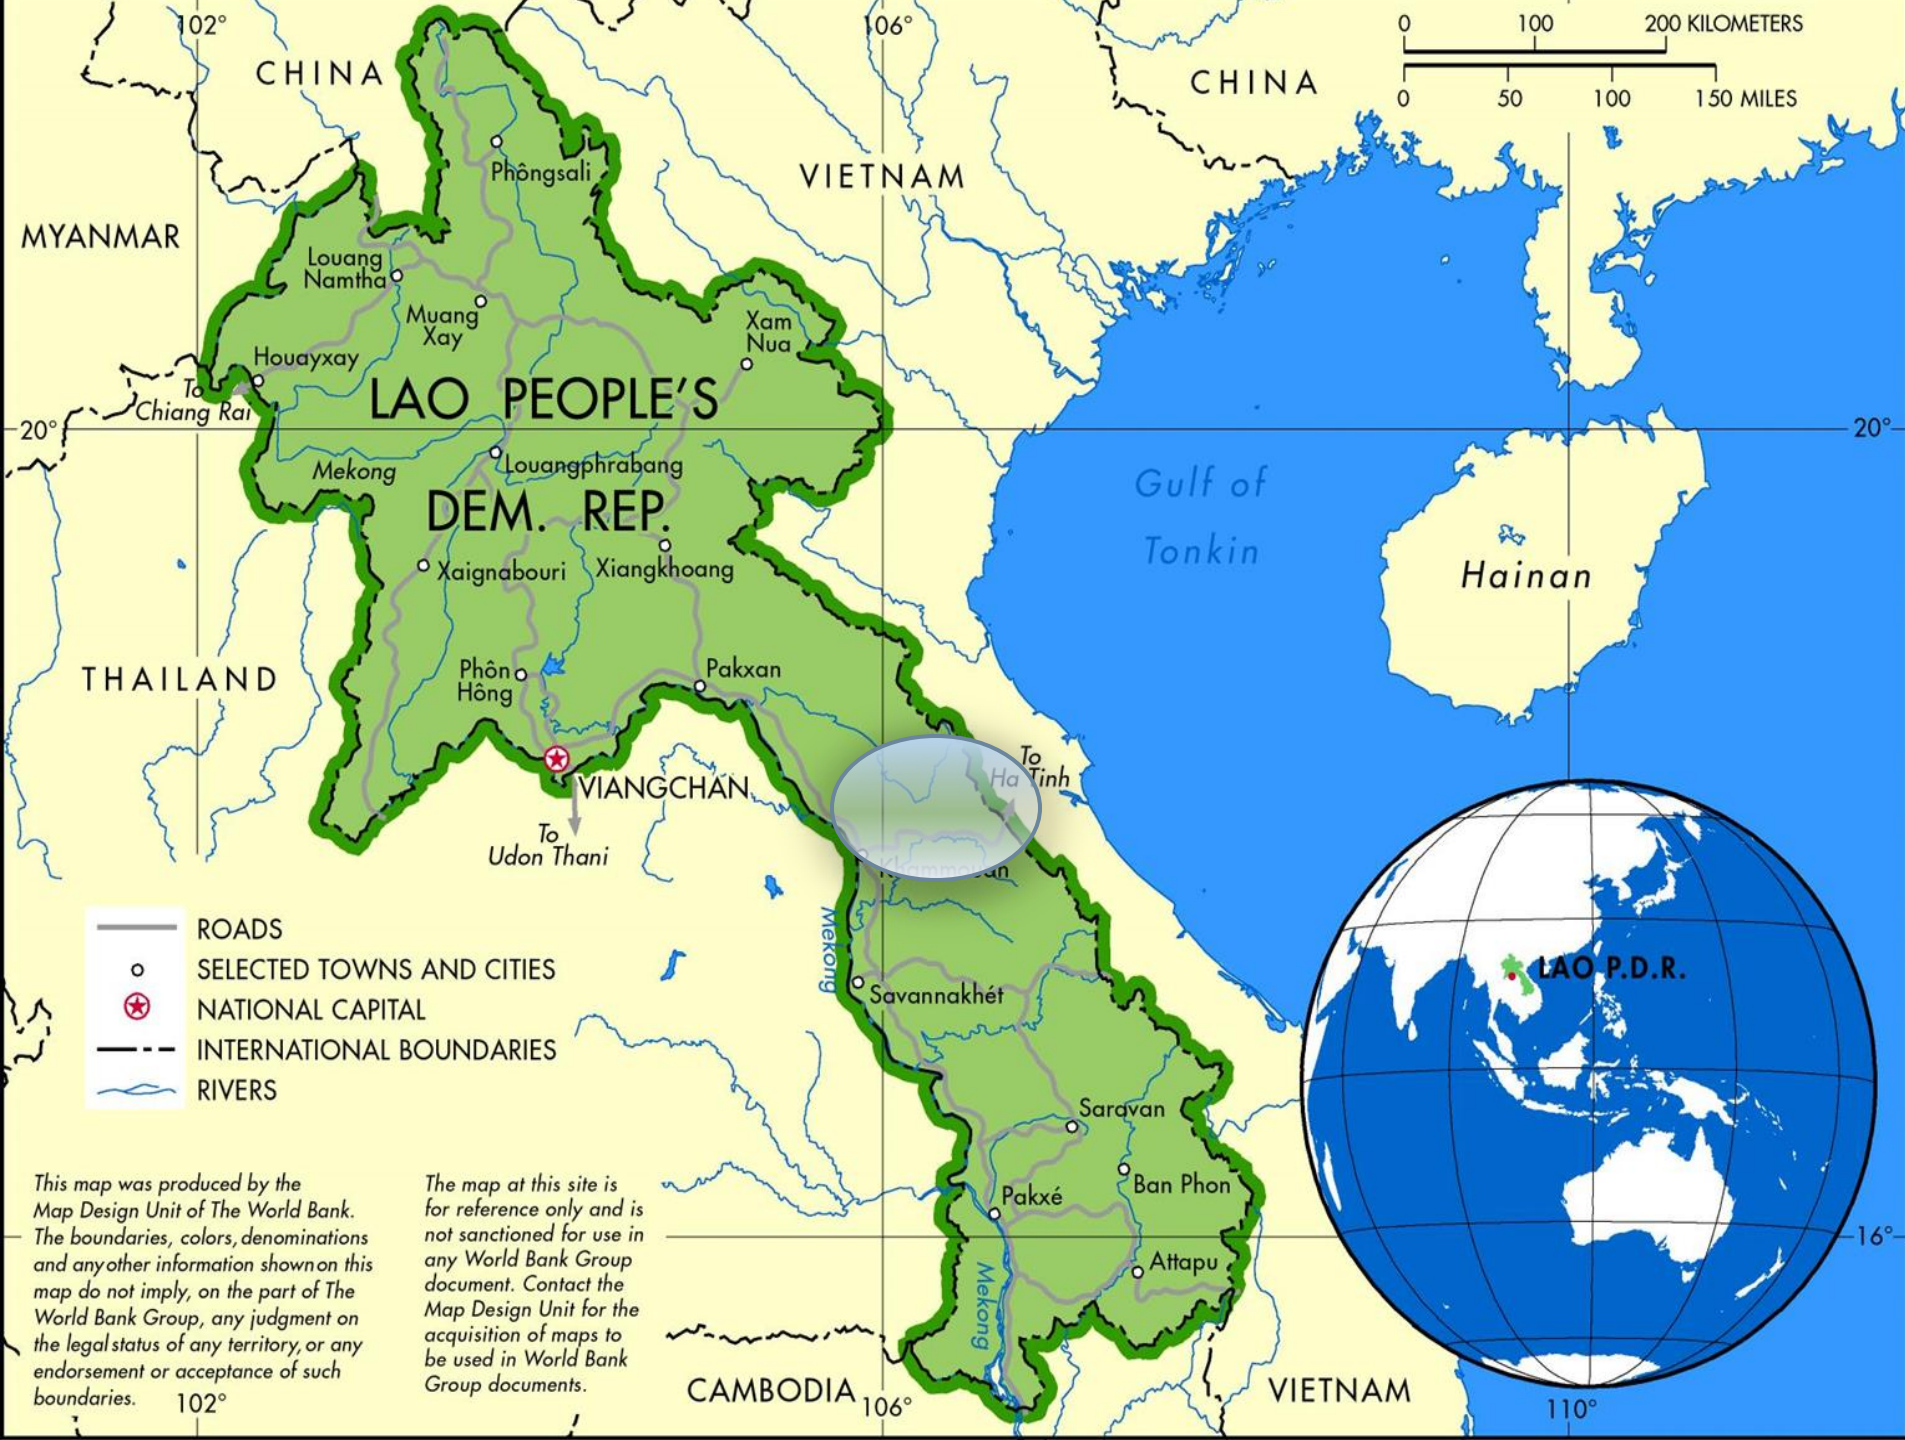 102°
106°
0 100 200 KILOMETERS
0 50 100 150 MILES
CHINA
CHINA
VIETNAM
MYANMAR
Phôngsali
Louang
Namtha
Muang
Xay
Xam
Nua
Houayxay
To
Chiang Rai
LAO PEOPLE'S
20°
20°
Mekong
Louangphrabang
DEM. REP.
Gulf of
Tonkin
Hainan
Xaignabouri
Xiangkhoang
THAILAND
Phôn
Hông
Pakxan
VIANGCHAN
To
Ha Tinh
To
Udon Thani
Khammouan
Mekong
ROADS
SELECTED TOWNS AND CITIES
NATIONAL CAPITAL
INTERNATIONAL BOUNDARIES
RIVERS
Savannakhét
LAO P.D.R.
Saravan
Ban Phon
Pakxé
Attapu
Mekong
16°
This map was produced by the
Map Design Unit of The World Bank.
The boundaries, colors, denominations
and any other information shown on this
map do not imply, on the part of The
World Bank Group, any judgment on
the legal status of any territory, or any
endorsement or acceptance of such
boundaries.
The map at this site is
for reference only and is
not sanctioned for use in
any World Bank Group
document. Contact the
Map Design Unit for the
acquisition of maps to
be used in World Bank
Group documents.
CAMBODIA
VIETNAM
102°
106°
110°